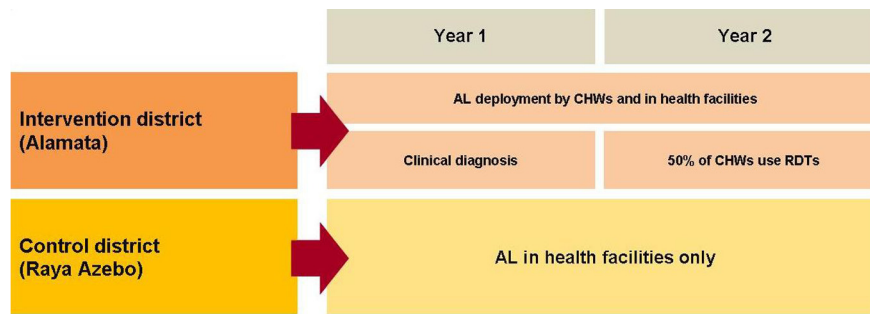 Year 1
Year 2
Intervention district
(Alamata)
AL deployment by CHWs and in health facilities
Clinical diagnosis
50% of CHWs use RDTs
Control district
(Raya Azebo)
AL in health facilities only